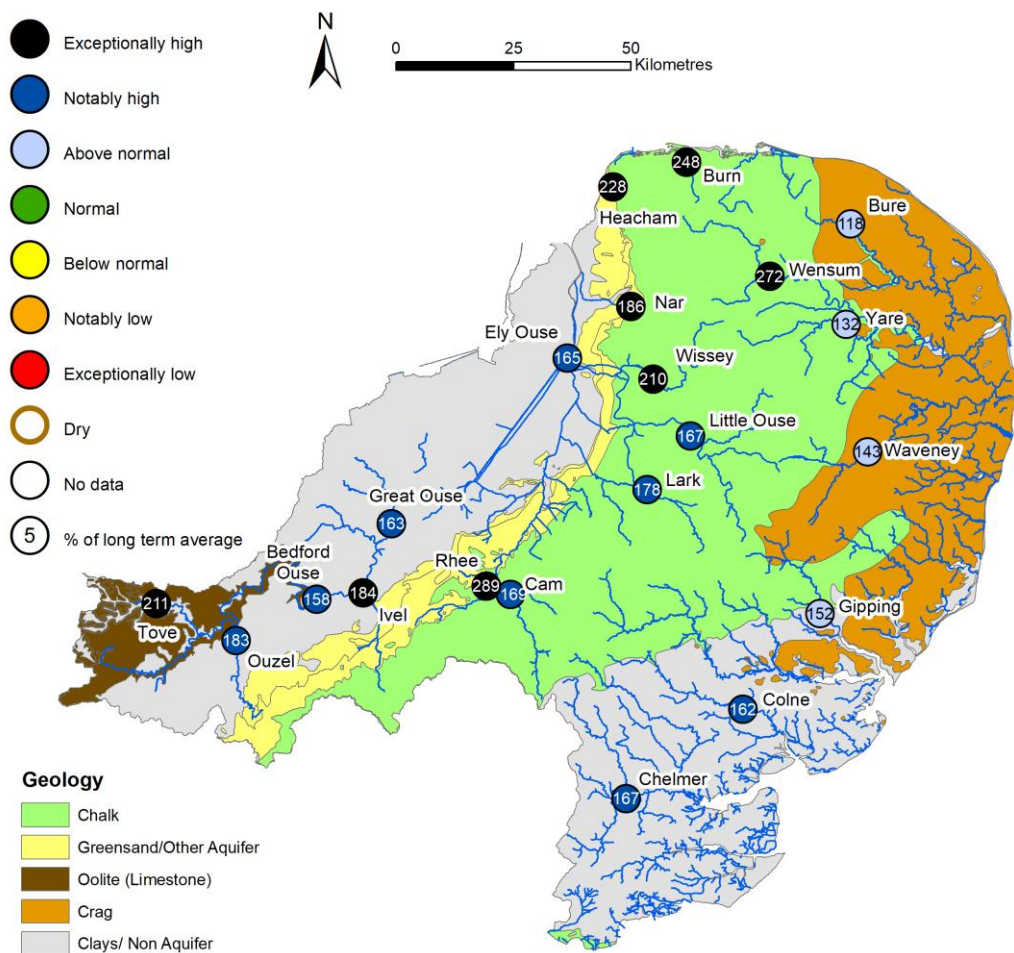 Exceptionally high
Notably high
Above normal
Normal
Below normal
Notably low
Exceptionally low
Dry
No data
5 % of long term average
N
0 25 50
Kilometres
248
Burn
228
Heacham
118
Bure
272
Wensum
186
Nar
132
Yare
Ely Ouse
165
Wissey
210
Little Ouse
167
143
Waveney
178
Lark
Great Ouse
163
Bedford
Ouse
158
Rhee
289
169
Cam
184
Ivel
211
Tove
183
Ouzel
152
Gipping
162
Colne
Chelmer
167
Geology
Chalk
Greensand/Other Aquifer
Oolite (Limestone)
Crag
Clays/ Non Aquifer